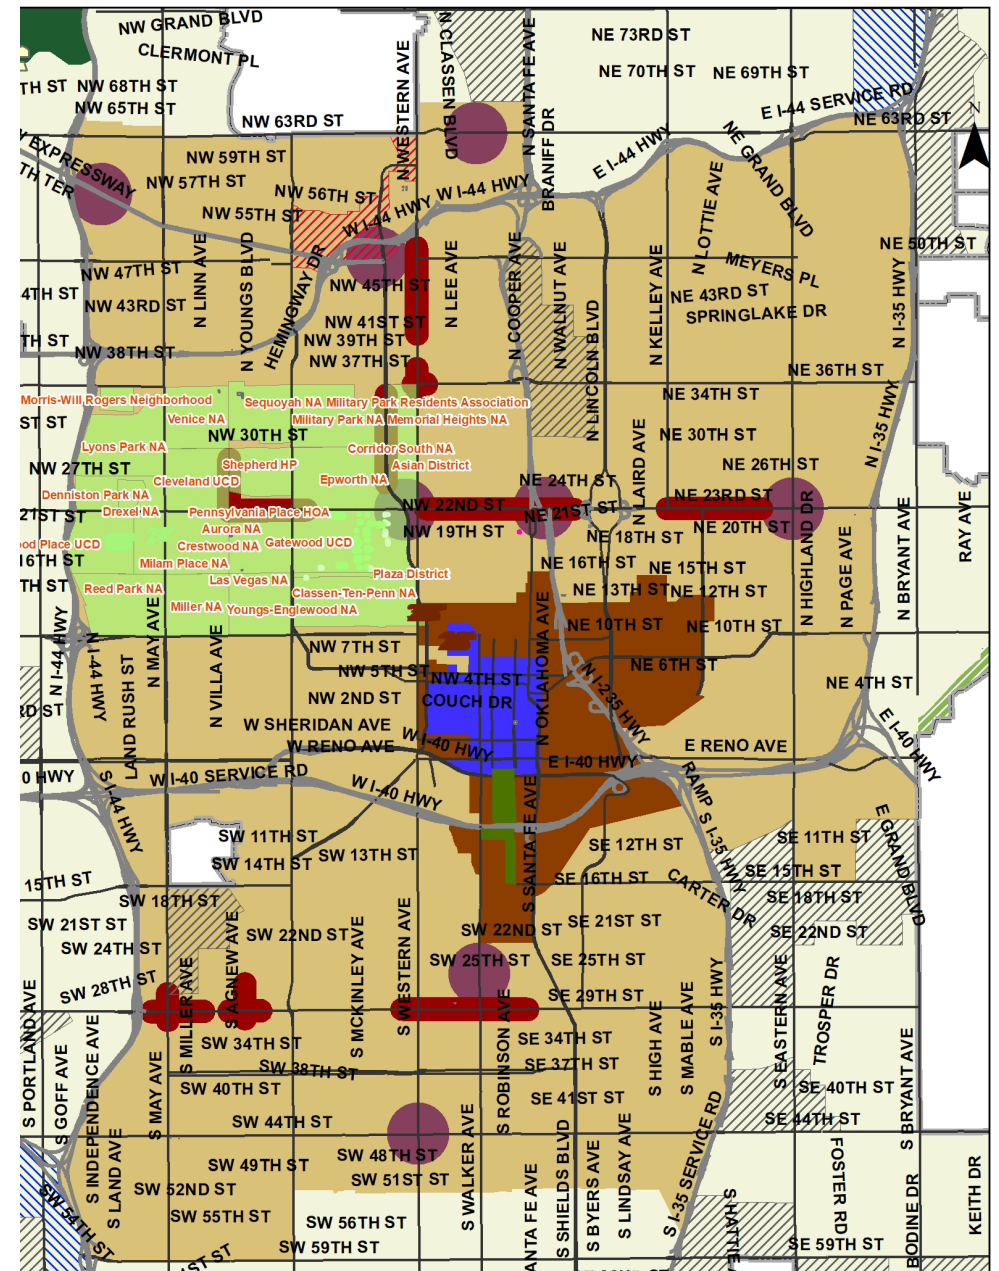 NW GRAND BLVD
CLERMONT PL
N CLASSEN BLVD
N SANTA FE AVE
NE 73RD ST
NE 70TH ST
NE 69TH ST
TH ST
NW 68TH ST
NW 65TH ST
N WESTERN AVE
NW 63RD ST
BRANIFF DR
E I-44 SERVICE RD
NE 63RD ST
N
E I-44 HWY
NE GRAND BLVD
Y EXPRESSWAY
TH TER
NW 59TH ST
NW 57TH ST
NW 56TH ST
NW 55TH ST
W I-44 HWY
W I-44 HWY
N LOTTIE AVE
NE 50TH ST
N LINN AVE
N YOUNGS BLVD
HEMINGWAY DR
N LEE AVE
N COOPER AVE
N WALNUT AVE
N KELLEY AVE
MEYERS PL
NW 47TH ST
NW 45TH ST
4TH ST
NW 43RD ST
NE 43RD ST
SPRINGLAKE DR
N I-35 HWY
NW 41ST ST
NW 39TH ST
NW 37TH ST
TH ST
NW 38TH ST
N LINCOLN BLVD
NE 36TH ST
NE 34TH ST
N I-35 HWY
Morris-Will Rogers Neighborhood
Sequoyah NA
Military Park Residents Association
Venice NA
Military Park NA
Memorial Heights NA
ST ST
NW 30TH ST
NE 30TH ST
N LAIRD AVE
Lyons Park NA
Corridor South NA
NW 27TH ST
Shepherd HP
Asian District
NE 26TH ST
Cleveland UCD
Epworth NA
NE 24TH ST
Denniston Park NA
NE 23RD ST
N HIGHLAND DR
N BRYANT AVE
RAY AVE
21ST ST
Drexel NA
Pennsylvania Place HOA
NW 22ND ST
NE 21ST ST
Aurora NA
NW 19TH ST
NE 20TH ST
N PAGE AVE
od Place UCD
Crestwood NA
Gatewood UCD
NE 18TH ST
16TH ST
Milam Place NA
NE 16TH ST
NE 15TH ST
TH ST
Reed Park NA
Las Vegas NA
Plaza District
NE 13TH ST
NE 12TH ST
Classen-Ten-Penn NA
Miller NA
Youngs-Englewood NA
N OKLAHOMA AVE
NE 10TH ST
NE 10TH ST
N I-44 HWY
N I-44 HWY
N MAY AVE
N VILLA AVE
NW 7TH ST
NW 5TH ST
NW 4TH ST
NE 6TH ST
N I-235 HWY
NE 4TH ST
LAND RUSH ST
NW 2ND ST
COUCH DR
RD ST
W SHERIDAN AVE
W RENO AVE
W I-40 HWY
E RENO AVE
E I-40 HWY
E I-40 HWY
0 HWY
W I-40 SERVICE RD
W I-40 HWY
S I-44 HWY
RAMP S I-35 HWY
S SANTA FE AVE
E GRAND BLVD
SW 11TH ST
SW 13TH ST
SE 12TH ST
SE 11TH ST
SW 14TH ST
SE 15TH ST
15TH ST
SE 16TH ST
CARTER DR
SW 18TH ST
SE 18TH ST
SW 21ST ST
SE 21ST ST
SW 22ND ST
SW 22ND ST
SE 22ND ST
SW 24TH ST
S AGNEW AVE
S MCKINLEY AVE
S WESTERN AVE
SW 25TH ST
SE 25TH ST
SW 28TH ST
S MILLER AVE
SE 29TH ST
S I-35 HWY
S EASTERN AVE
TROSPER DR
S PORTLAND AVE
S GOFF AVE
S INDEPENDENCE AVE
S MAY AVE
SW 34TH ST
SE 34TH ST
S HIGH AVE
S MABLE AVE
S BRYANT AVE
SW 38TH ST
SE 37TH ST
S ROBINSON AVE
SW 40TH ST
SE 41ST ST
SE 40TH ST
SW 44TH ST
SE 44TH ST
S LAND AVE
SW 48TH ST
S WALKER AVE
S SHIELDS BLVD
S BYERS AVE
S LINDSAY AVE
S I-35 SERVICE RD
FOSTER RD
KEITH DR
SW 49TH ST
SW 51ST ST
SW 52ND ST
ANTA FE AVE
S HATTIE
BODINE DR
SW 54TH ST
SW 55TH ST
SW 56TH ST
SW 59TH ST
SE 59TH ST